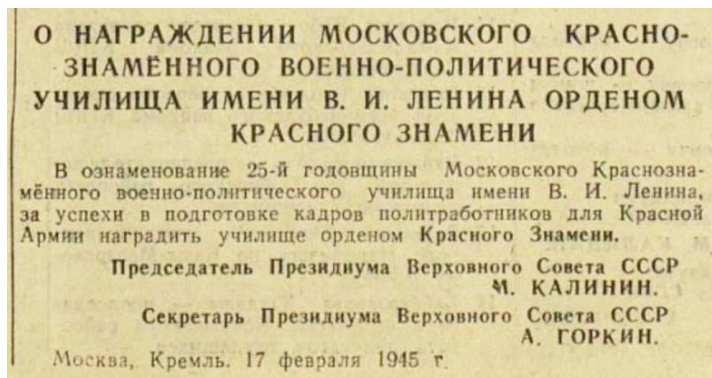 О НАГРАЖДЕНИИ МОСКОВСКОГО КРАСНО-
ЗНАМЁННОГО ВОЕННО-ПОЛИТИЧЕСКОГО
УЧИЛИЩА ИМЕНИ В. И. ЛЕНИНА ОРДЕНОМ
КРАСНОГО ЗНАМЕНИ
В ознаменование 25-й годовщины Московского Краснозна-
мённого военно-политического училища имени В. И. Ленина,
за успехи в подготовке кадров политработников для Красной
Армии наградить училище орденом Красного Знамени.
Председатель Президиума Верховного Совета СССР
М. КАЛИНИН.
Секретарь Президиума Верховного Совета СССР
А. ГОРКИН.
Москва, Кремль. 17 февраля 1945 г.